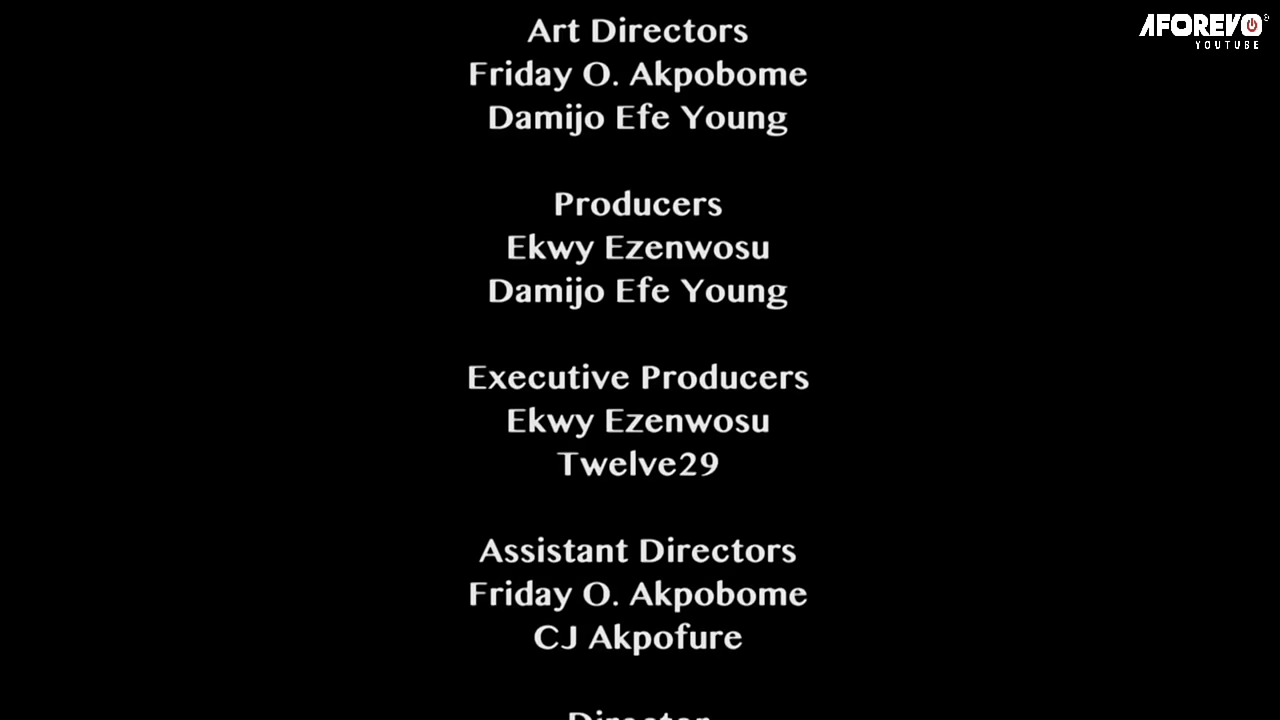 Art Directors
Friday O. Akpobome
Damijo Efe Young
Producers
Ekwy Ezenwosu
Damijo Efe Young
Executive Producers
Ekwy Ezenwosu
Twelve29
Assistant Directors
Friday O. Akpobome
CJ Akpofure
Director
AFOREVO
YOUTUBE